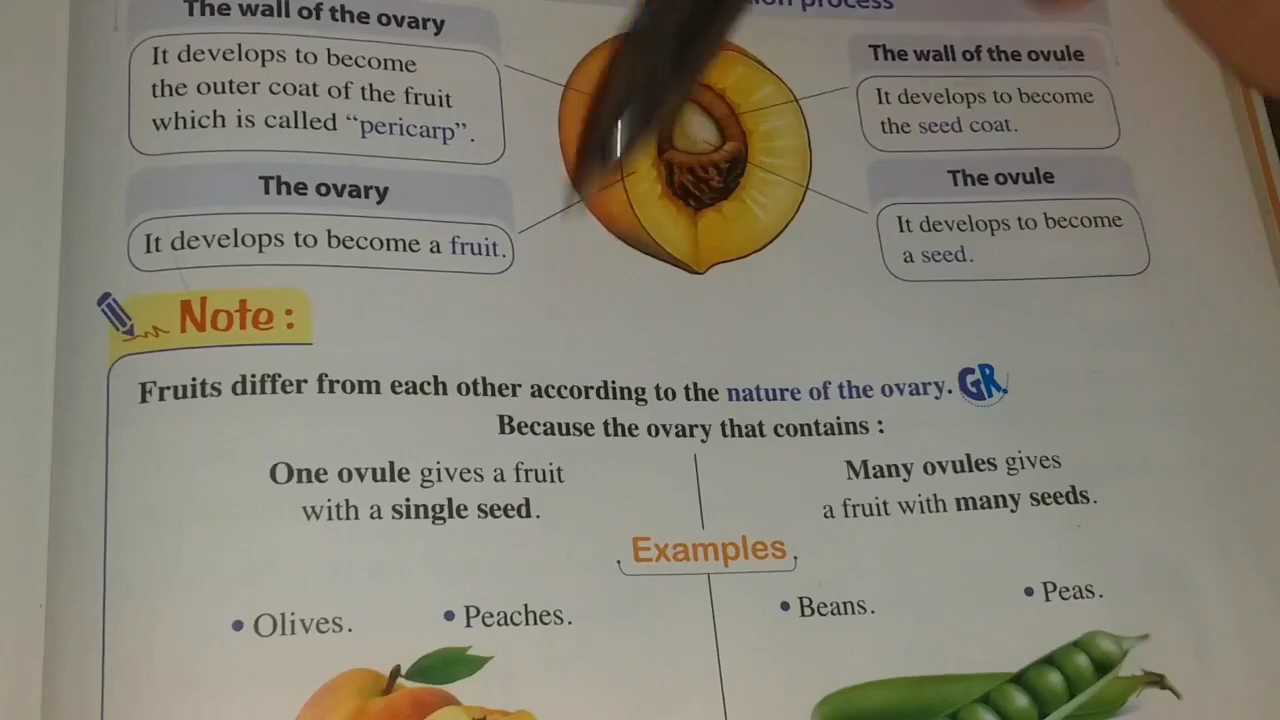 process
The wall of the ovary
It develops to become
the outer coat of the fruit
which is called “pericarp”.
The ovary
It develops to become a fruit.
The wall of the ovule
It develops to become
the seed coat.
The ovule
It develops to become
a seed.
Note :
Fruits differ from each other according to the nature of the ovary. GR.
Because the ovary that contains :
One ovule gives a fruit
with a single seed.
Many ovules gives
a fruit with many seeds.
Examples
• Olives.
• Peaches.
• Beans.
• Peas.